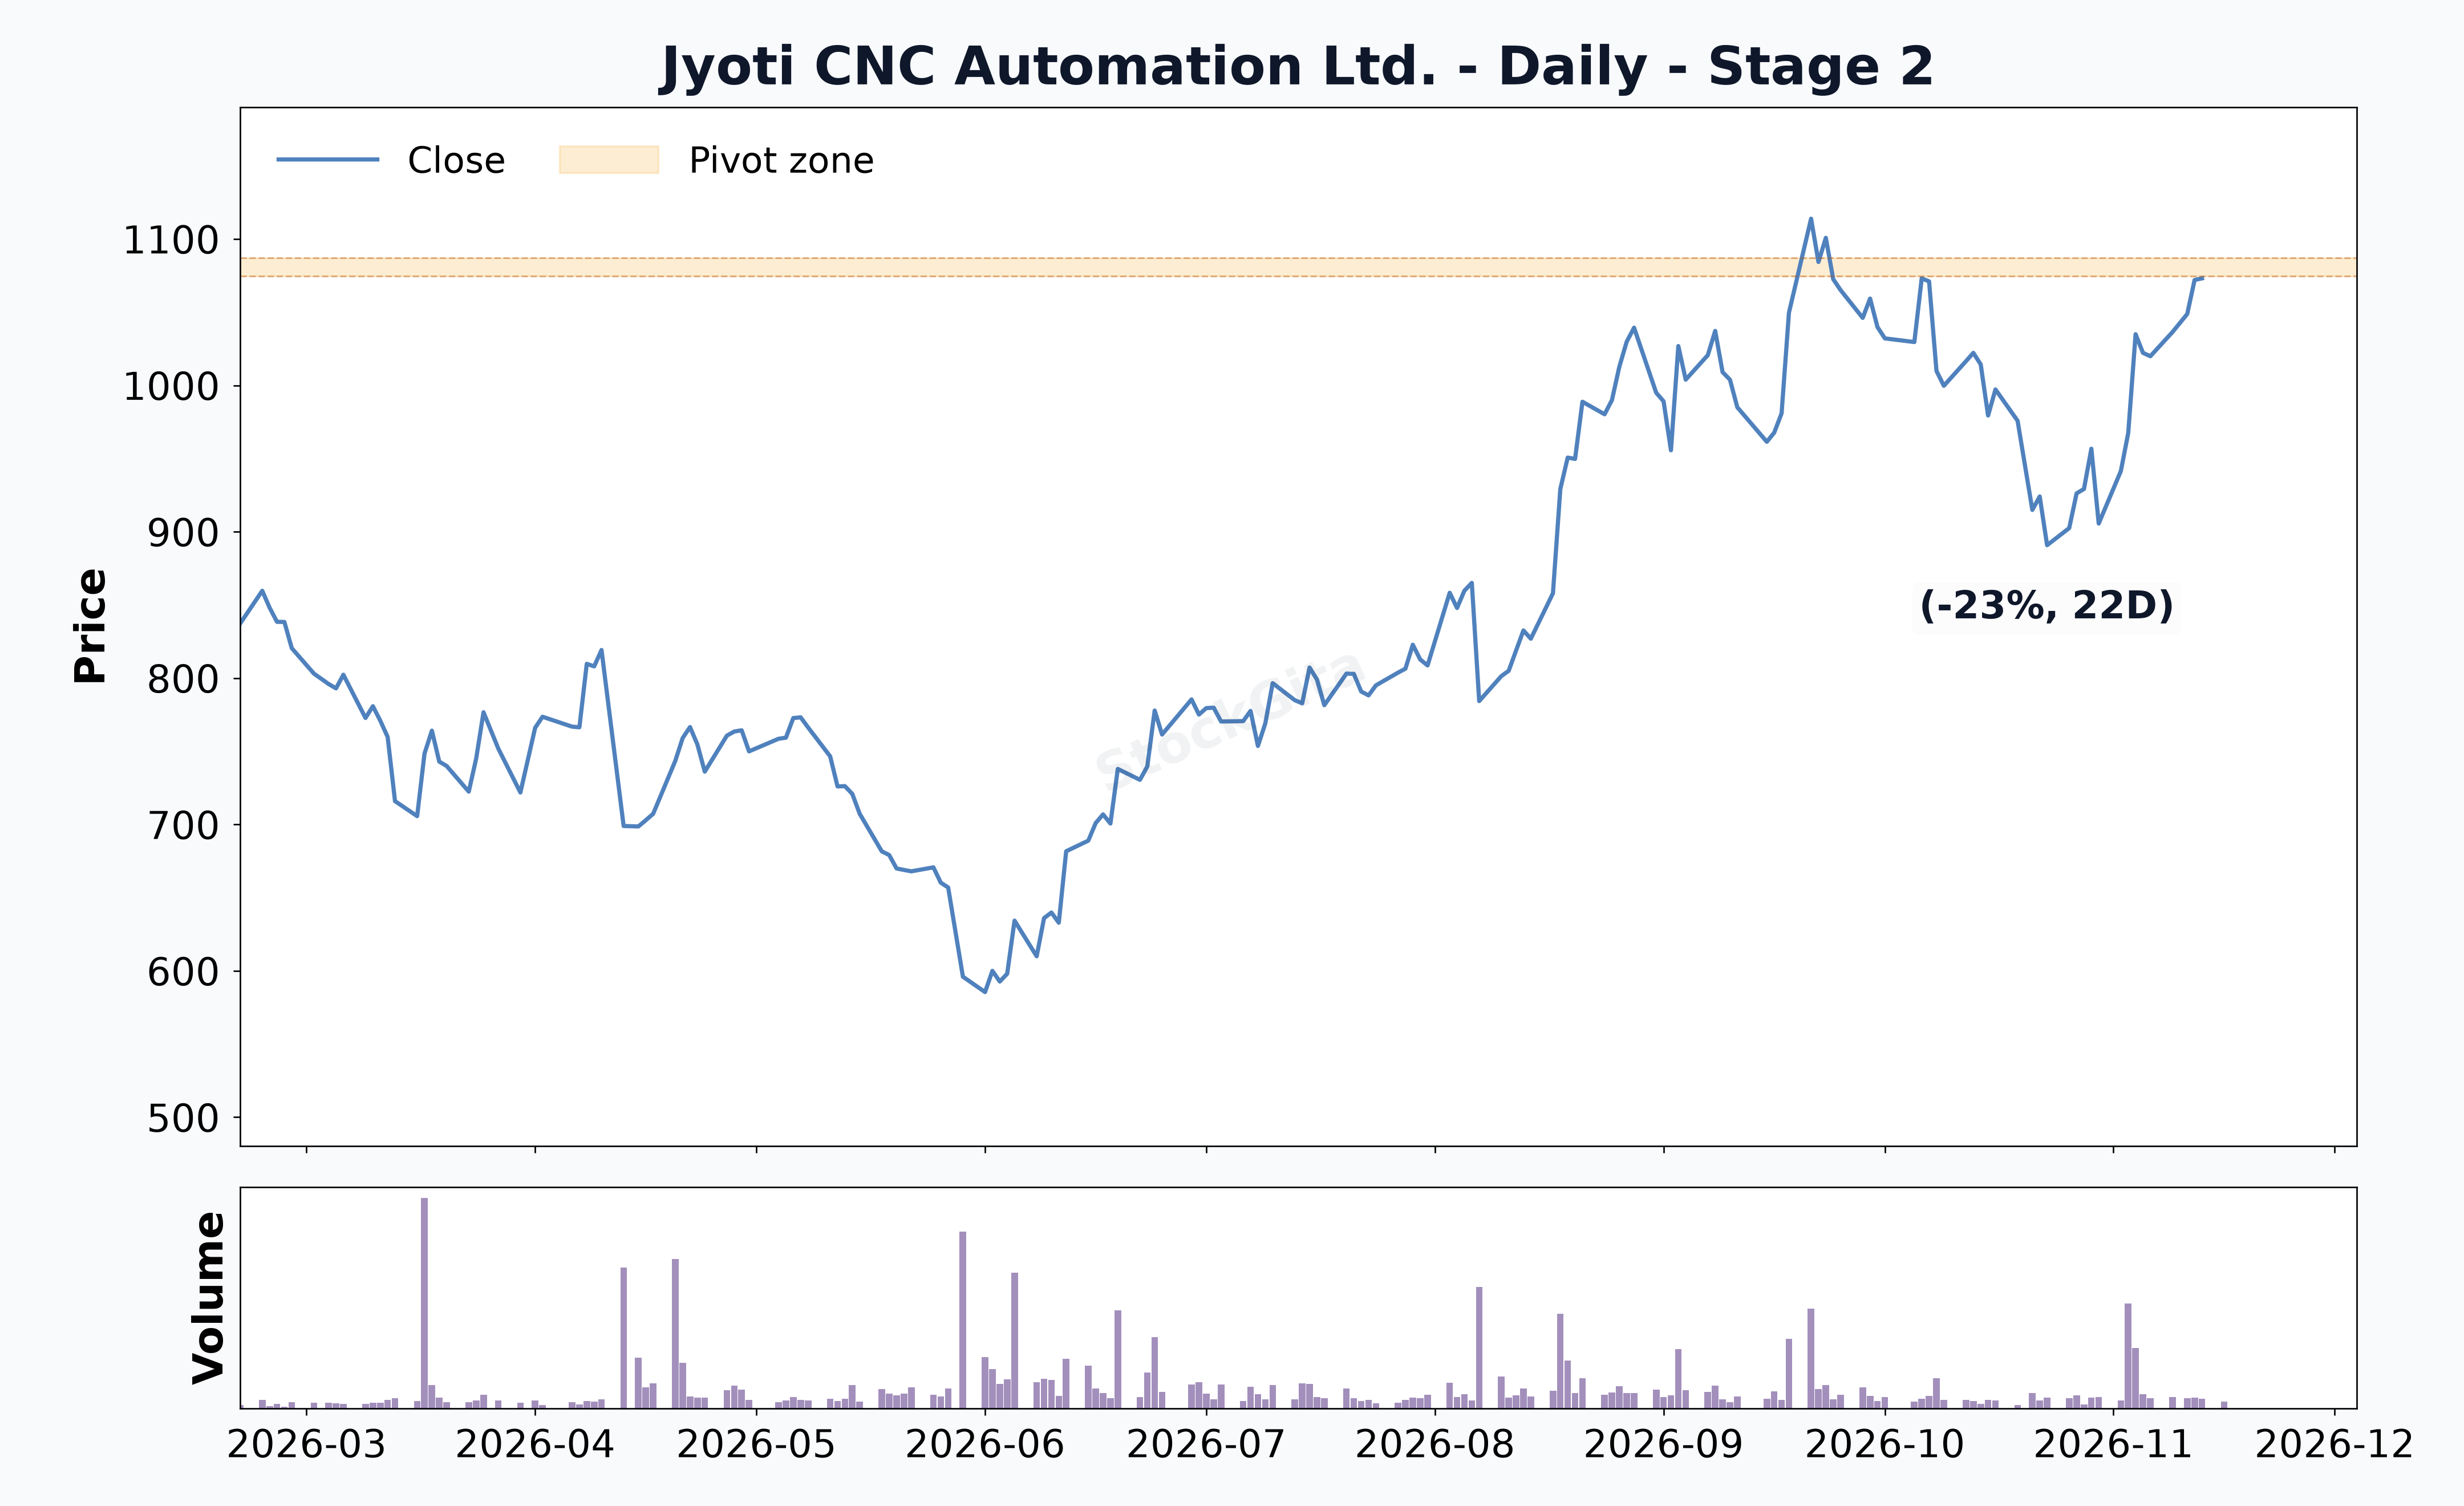 Jyoti CNC Automation Ltd. - Daily - Stage 2
Close
Pivot zone
1100
1000
900
800
700
600
500
Price
(-23%, 22D)
StockGita
Volume
2026-03
2026-04
2026-05
2026-06
2026-07
2026-08
2026-09
2026-10
2026-11
2026-12